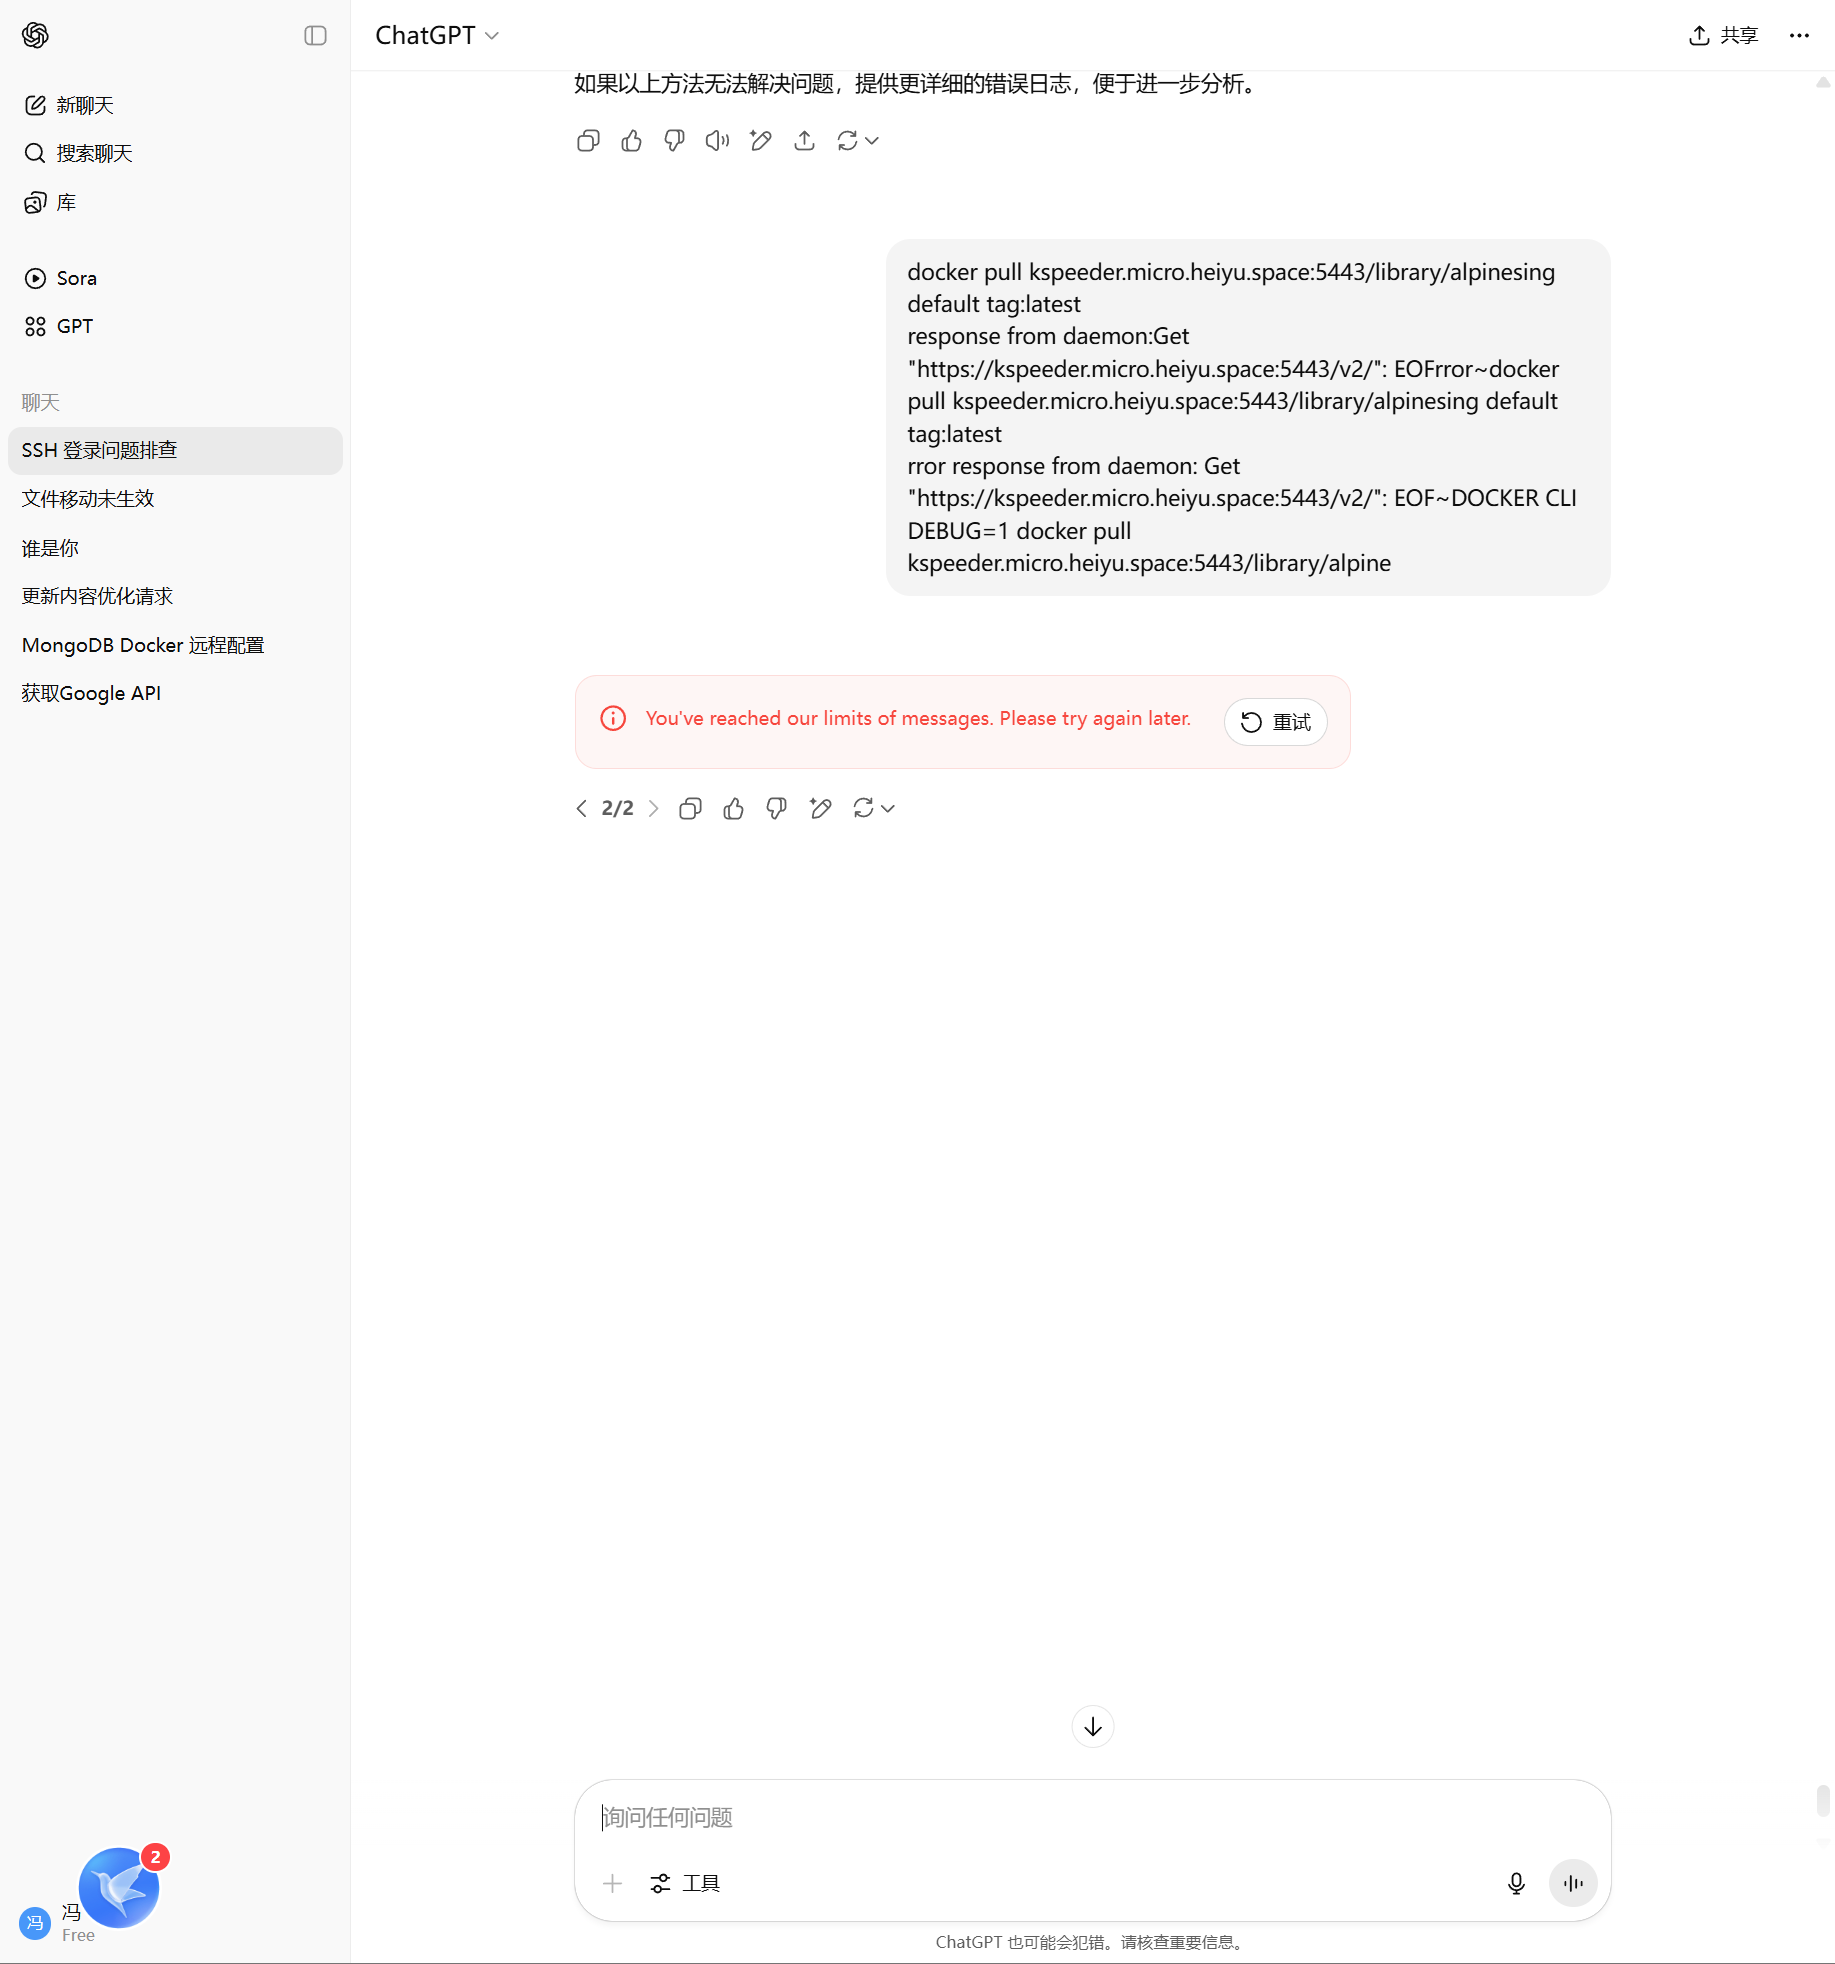 ChatGPT
共享
新聊天
搜索聊天
库
Sora
GPT
聊天
SSH 登录问题排查
文件移动未生效
谁是你
更新内容优化请求
MongoDB Docker 远程配置
获取Google API
2
冯
冯
Free
如果以上方法无法解决问题，提供更详细的错误日志，便于进一步分析。
docker pull kspeeder.micro.heiyu.space:5443/library/alpinesing
default tag:latest
response from daemon:Get
"https://kspeeder.micro.heiyu.space:5443/v2/": EOFrror~docker
pull kspeeder.micro.heiyu.space:5443/library/alpinesing default
tag:latest
rror response from daemon: Get
"https://kspeeder.micro.heiyu.space:5443/v2/": EOF~DOCKER CLI
DEBUG=1 docker pull
kspeeder.micro.heiyu.space:5443/library/alpine
You've reached our limits of messages. Please try again later.
重试
2/2
询问任何问题
工具
ChatGPT 也可能会犯错。请核查重要信息。